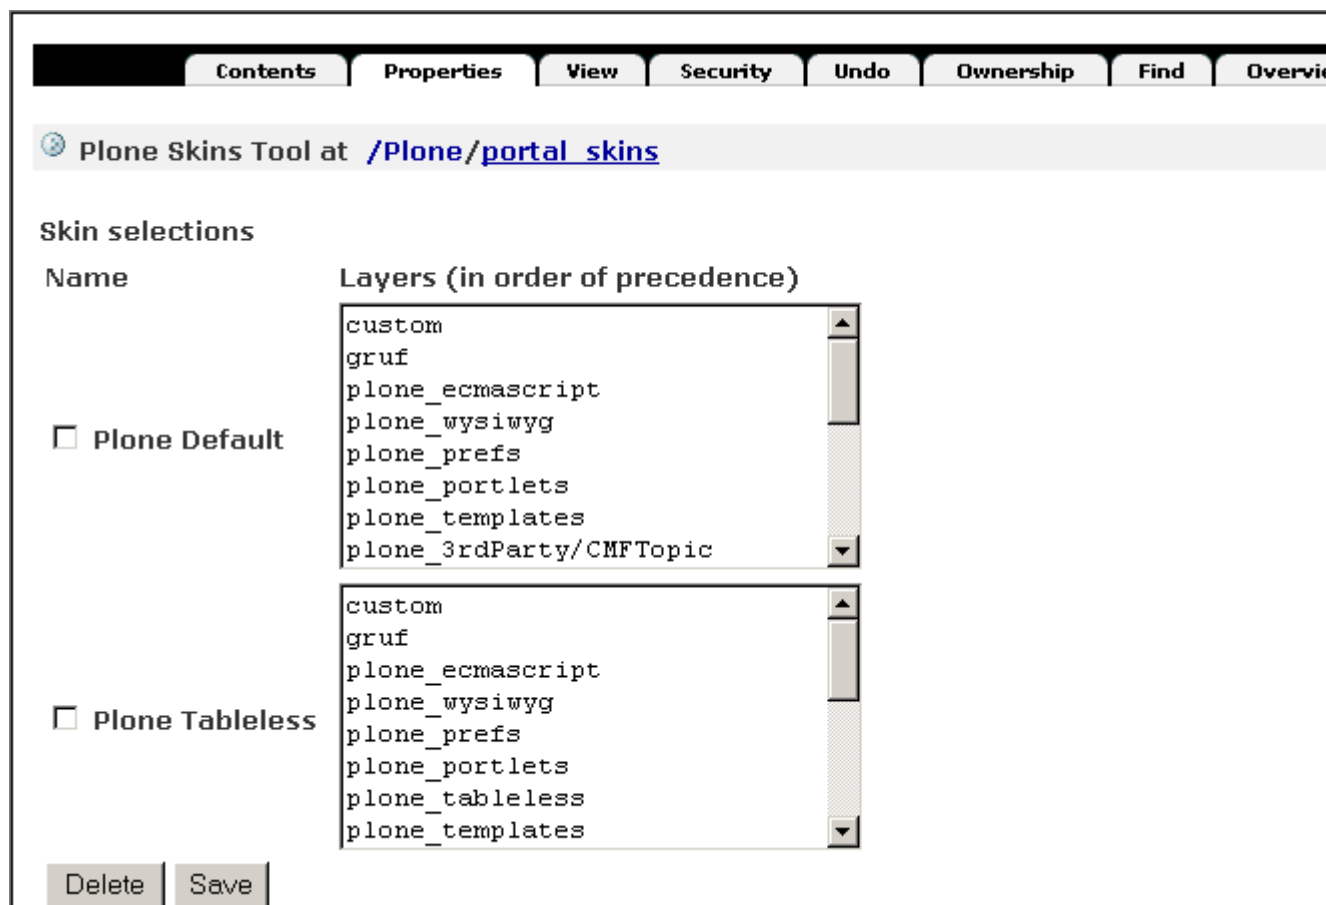 Contents Properties View Security Undo Ownership Find Overvie
Plone Skins Tool at /Plone/portal_skins
Skin selections
Name Layers (in order of precedence)
Plone Default
custom
gruf
plone_ecmascript
plone_wysiwyg
plone_prefs
plone_portlets
plone_templates
plone_3rdParty/CMFTopic
Plone Tableless
custom
gruf
plone_ecmascript
plone_wysiwyg
plone_prefs
plone_portlets
plone_tableless
plone_templates
Delete Save